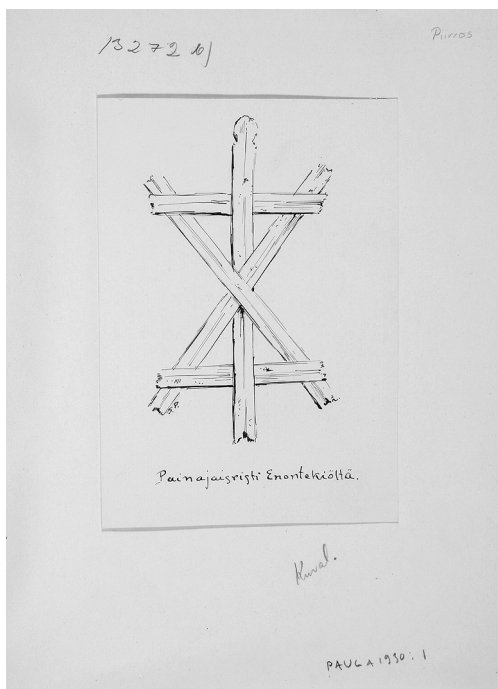 13272 b)
Piirros
Painajaisristi Enontekiöltä.
Kuval.
PAULA 1930:1